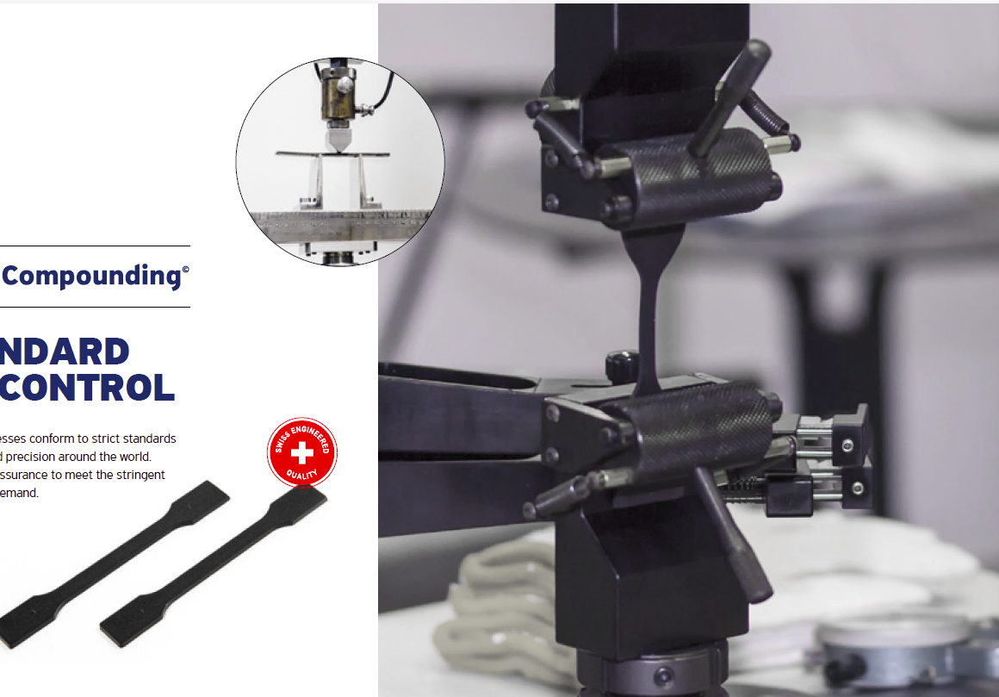 Compounding©
NDARD
CONTROL
esses conform to strict standards
d precision around the world.
ssurance to meet the stringent
emand.
SWISS ENGINEERED
QUALITY